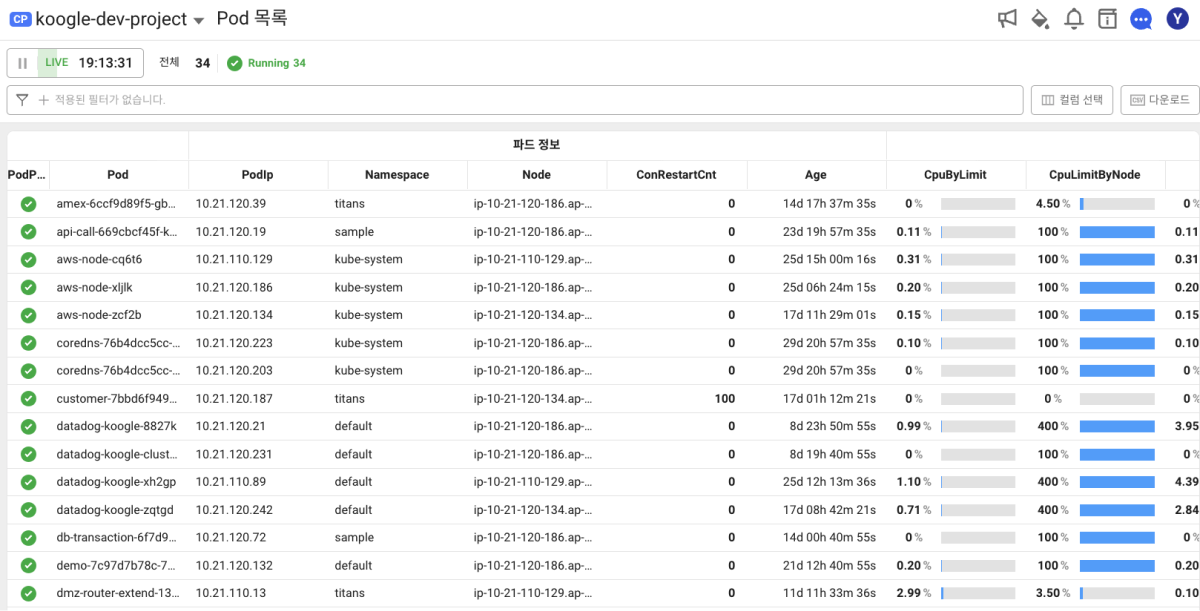 CP koogle-dev-project Pod 목록
LIVE 19:13:31 전체 34 Running 34
적용된 필터가 없습니다. 컬럼 선택 CSV 다운로드
파드 정보
PodP... Pod PodIp Namespace Node ConRestartCnt Age CpuByLimit CpuLimitByNode
amex-6ccf9d89f5-gb... 10.21.120.39 titans ip-10-21-120-186.ap-... 0 14d 17h 37m 35s 0 % 4.50 % 0 %
api-call-669cbcf45f-k... 10.21.120.19 sample ip-10-21-120-186.ap-... 0 23d 19h 57m 35s 0.11 % 100 % 0.11
aws-node-cq6t6 10.21.110.129 kube-system ip-10-21-110-129.ap-... 0 25d 15h 00m 16s 0.31 % 100 % 0.31
aws-node-xljlk 10.21.120.186 kube-system ip-10-21-120-186.ap-... 0 25d 06h 24m 15s 0.20 % 100 % 0.20
aws-node-zcf2b 10.21.120.134 kube-system ip-10-21-120-134.ap-... 0 17d 11h 29m 01s 0.15 % 100 % 0.15
coredns-76b4dcc5cc-... 10.21.120.223 kube-system ip-10-21-120-186.ap-... 0 29d 20h 57m 35s 0.10 % 100 % 0.10
coredns-76b4dcc5cc-... 10.21.120.203 kube-system ip-10-21-120-186.ap-... 0 29d 20h 57m 35s 0 % 100 % 0 %
customer-7bbd6f949... 10.21.120.187 titans ip-10-21-120-134.ap-... 100 17d 01h 12m 21s 0 % 0 % 0 %
datadog-koogle-8827k 10.21.120.21 default ip-10-21-120-186.ap-... 0 8d 23h 50m 55s 0.99 % 400 % 3.95
datadog-koogle-clust... 10.21.120.231 default ip-10-21-120-186.ap-... 0 8d 19h 40m 55s 0 % 100 % 0 %
datadog-koogle-xh2gp 10.21.110.89 default ip-10-21-110-129.ap-... 0 25d 12h 13m 36s 1.10 % 400 % 4.39
datadog-koogle-zqtgd 10.21.120.242 default ip-10-21-120-134.ap-... 0 17d 08h 42m 21s 0.71 % 400 % 2.84
db-transaction-6f7d9... 10.21.120.72 sample ip-10-21-120-186.ap-... 0 14d 00h 40m 55s 0 % 100 % 0 %
demo-7c97d7b78c-7... 10.21.120.132 default ip-10-21-120-186.ap-... 0 21d 12h 40m 55s 0.20 % 100 % 0.20
dmz-router-extend-13... 10.21.110.13 titans ip-10-21-110-129.ap-... 0 11d 11h 33m 36s 2.99 % 3.50 % 0.10